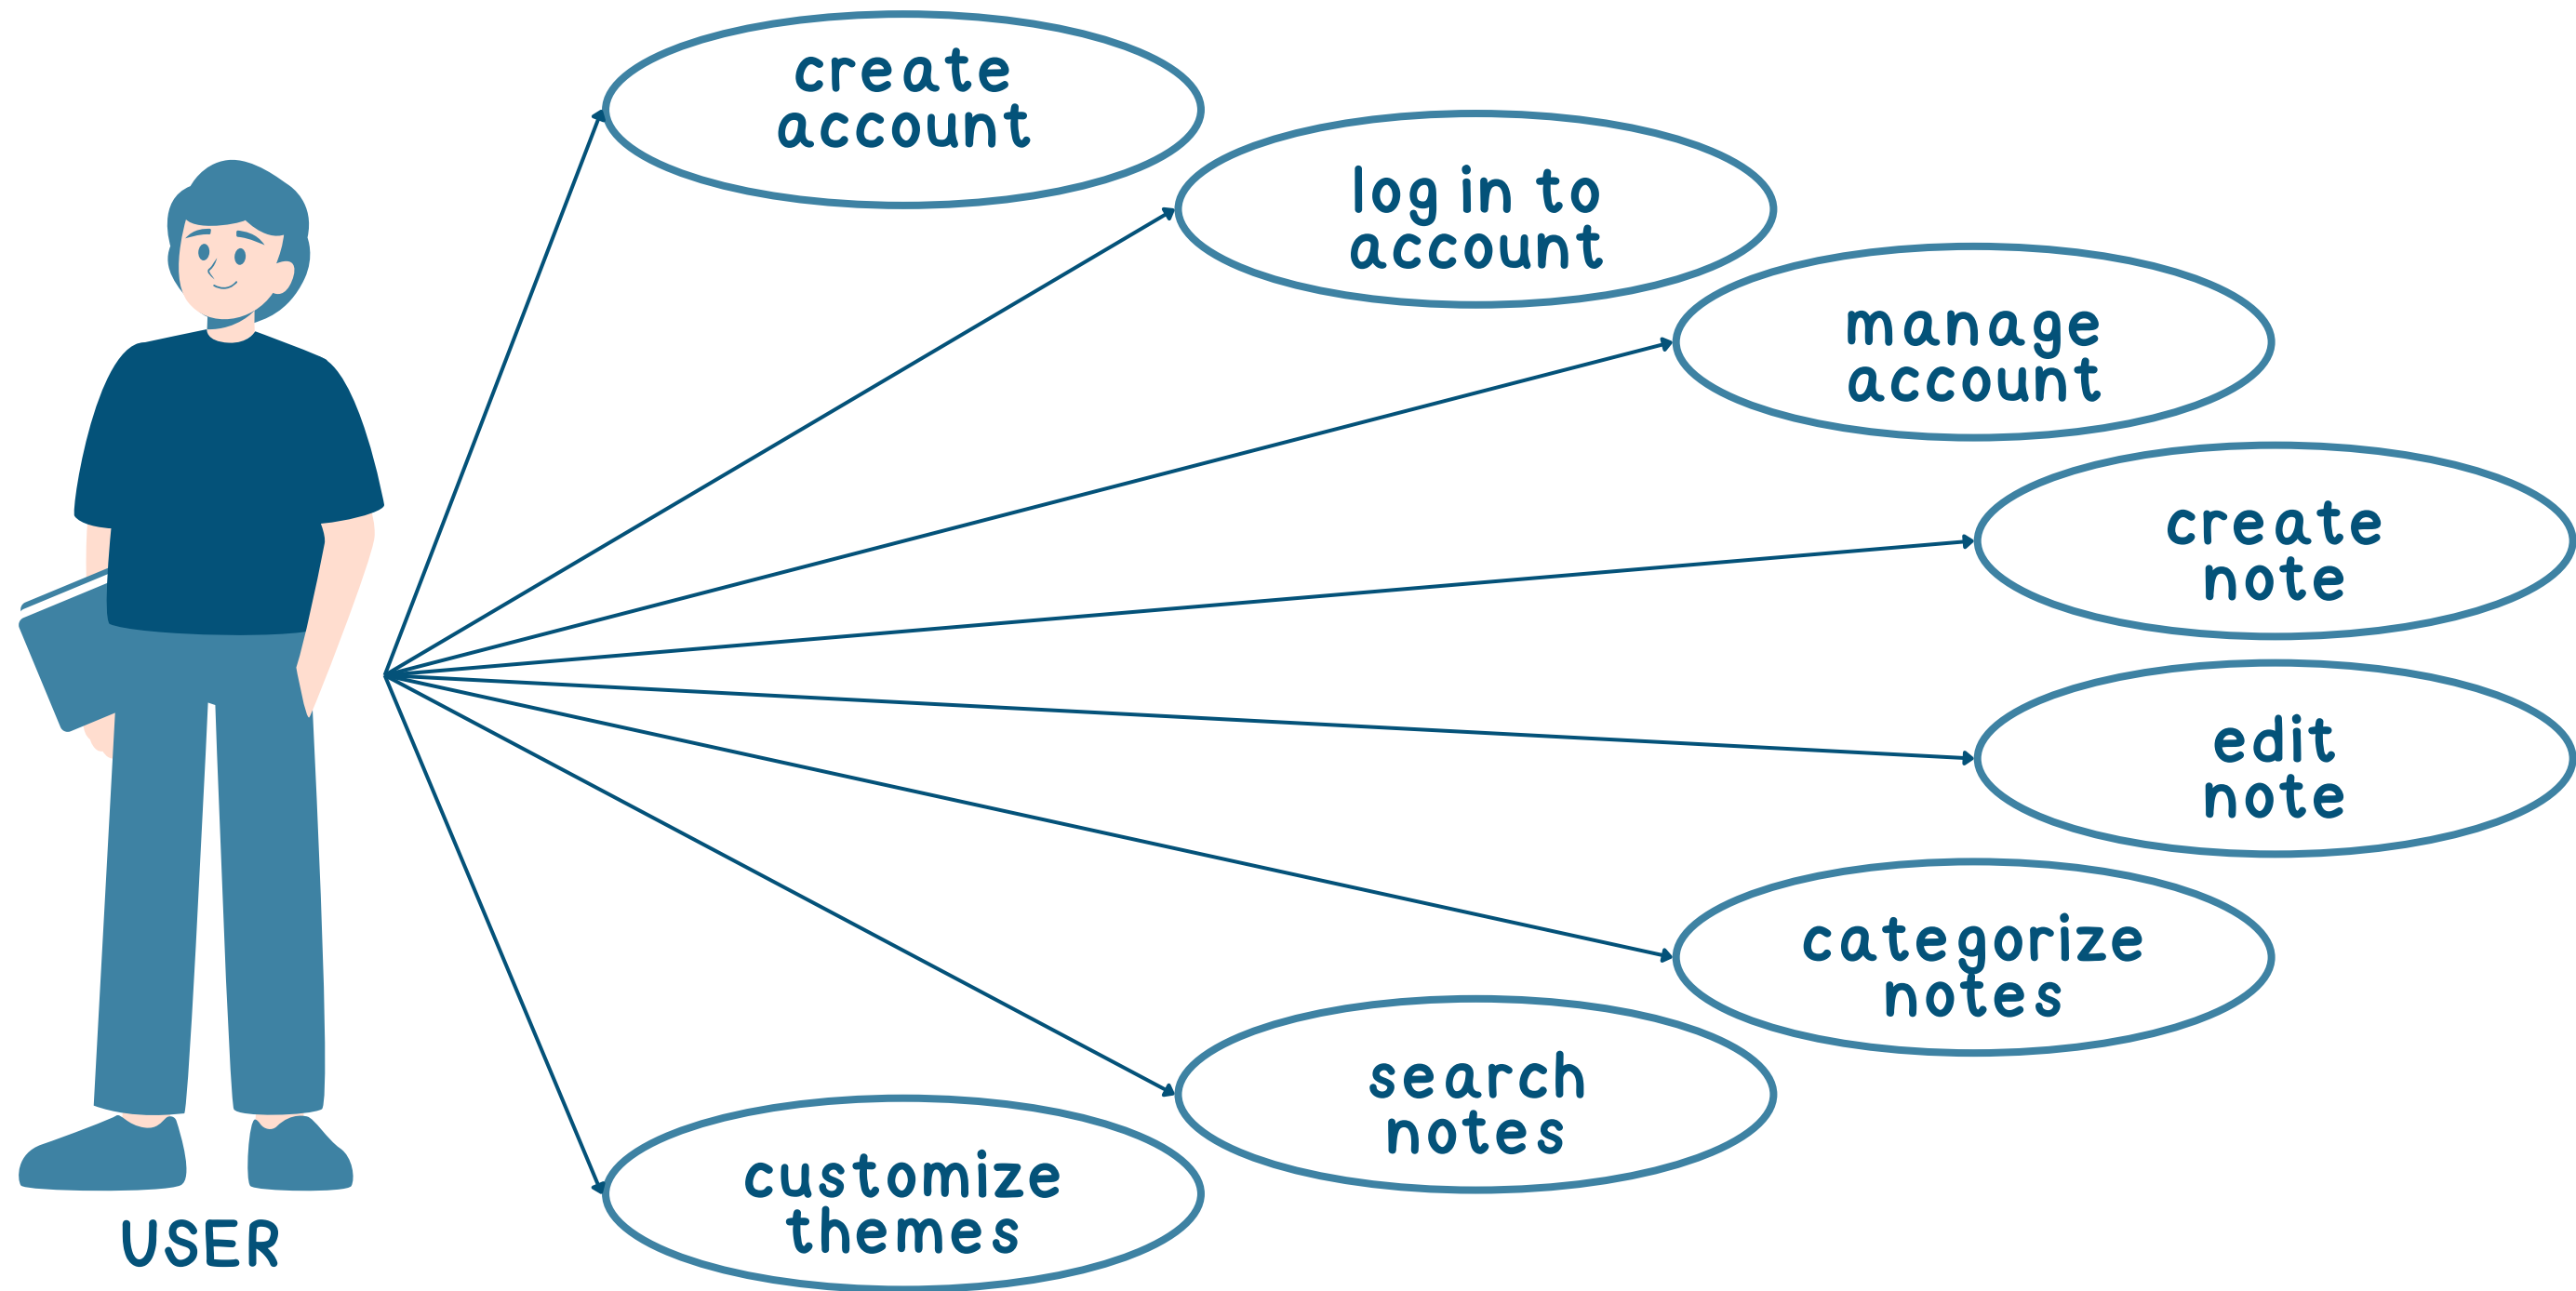 create
account
log in to
account
manage
account
create
note
edit
note
categorize
notes
search
notes
customize
themes
USER